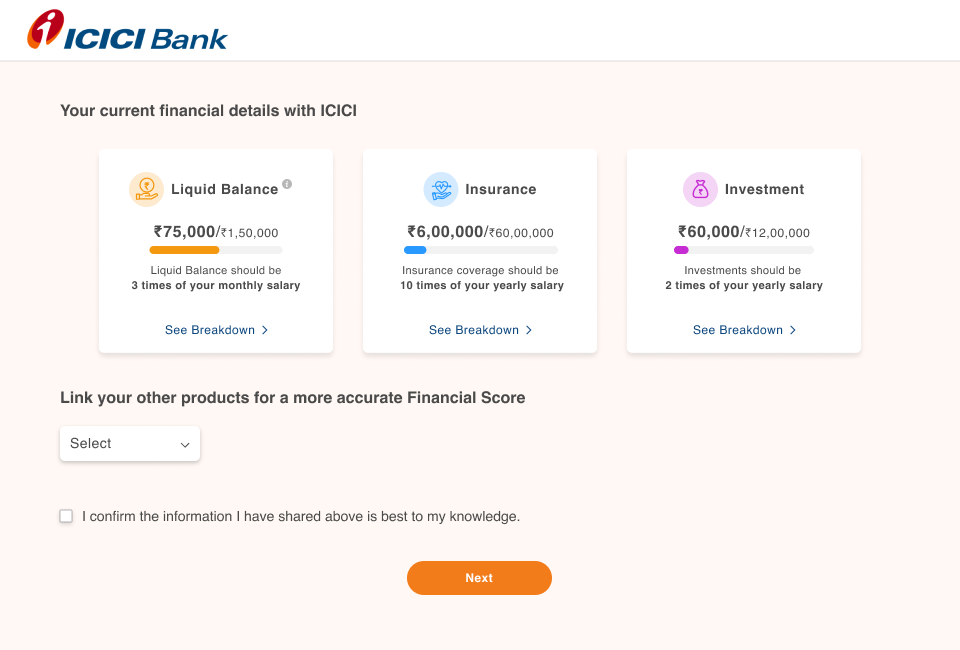 ICICI Bank
Your current financial details with ICICI
Liquid Balance
₹75,000/₹1,50,000
Liquid Balance should be
3 times of your monthly salary
See Breakdown
Insurance
₹6,00,000/₹60,00,000
Insurance coverage should be
10 times of your yearly salary
See Breakdown
Investment
₹60,000/₹12,00,000
Investments should be
2 times of your yearly salary
See Breakdown
Link your other products for a more accurate Financial Score
Select
I confirm the information I have shared above is best to my knowledge.
Next